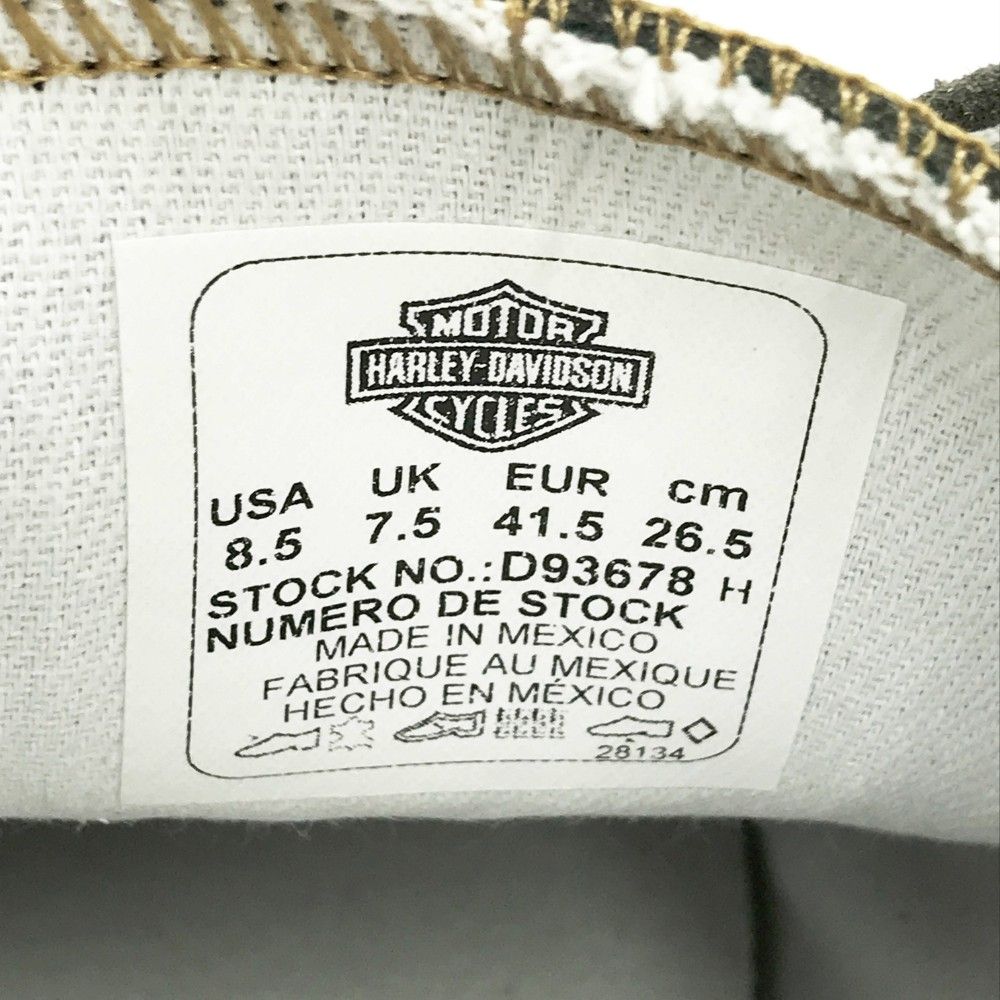 MOTOR
HARLEY-DAVIDSON
CYCLES
USA UK EUR cm
8.5 7.5 41.5 26.5
STOCK NO.: D93678 H
NUMERO DE STOCK
MADE IN MEXICO
FABRIQUE AU MEXIQUE
HECHO EN MÉXICO
28134